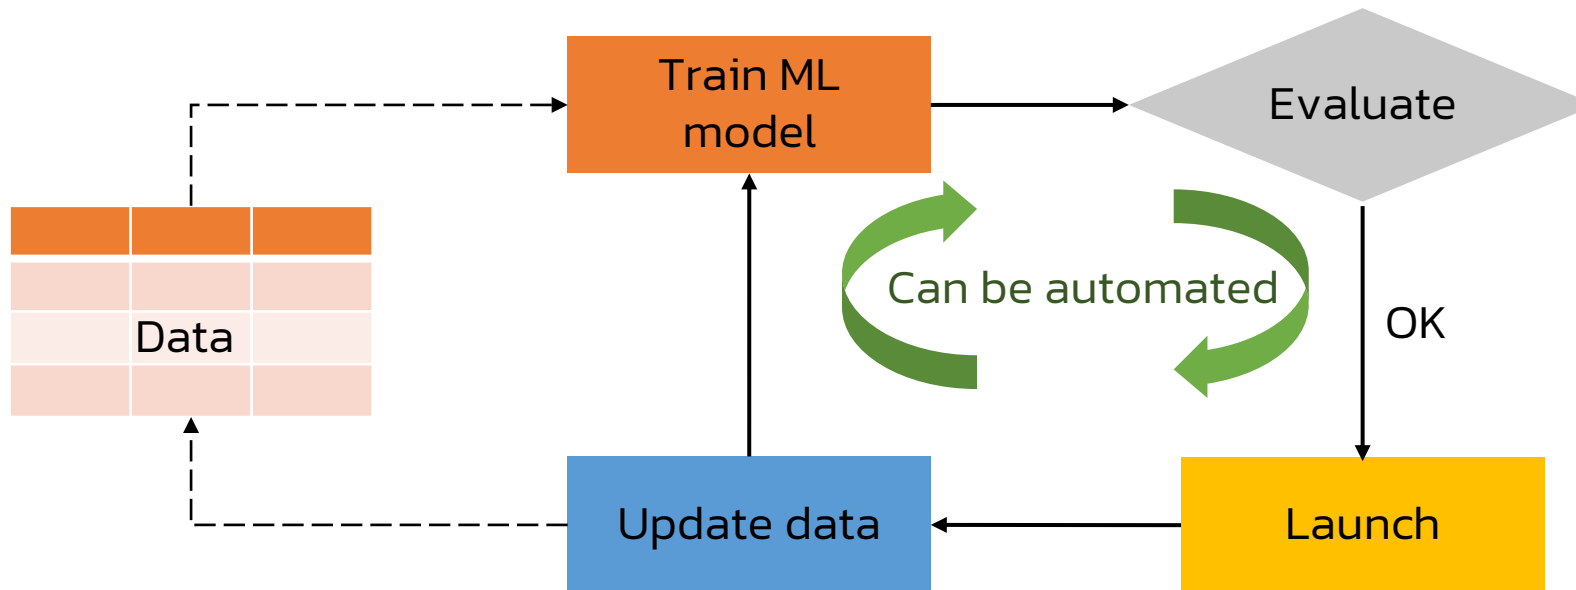 Train ML
model
Evaluate
Can be automated
Data
OK
Update data
Launch